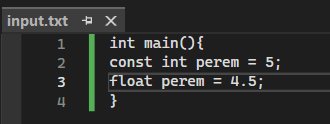 input.txt
1 int main(){
2 const int perem = 5;
3 float perem = 4.5;
4 }